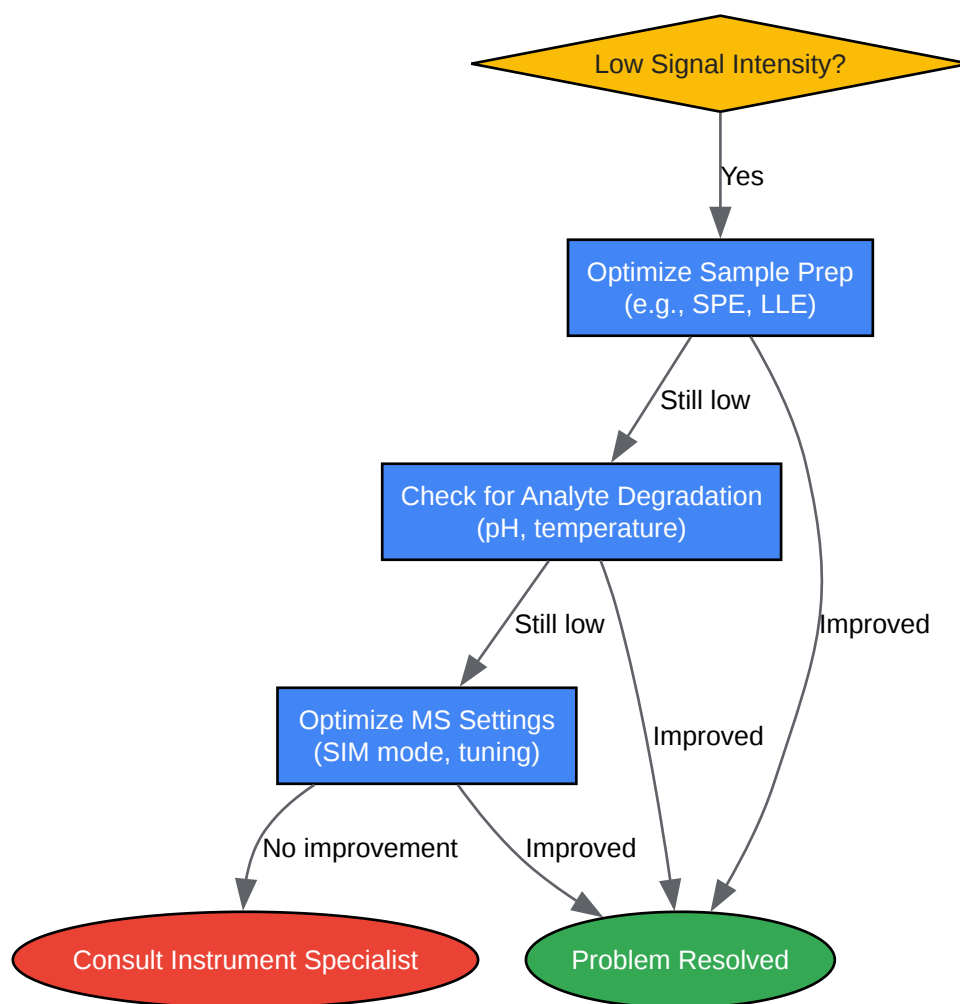 Low Signal Intensity?
Yes
Optimize Sample Prep
(e.g., SPE, LLE)
Still low
Check for Analyte Degradation
(pH, temperature)
Still low
Improved
Optimize MS Settings
(SIM mode, tuning)
Improved
No improvement
Improved
Consult Instrument Specialist
Problem Resolved